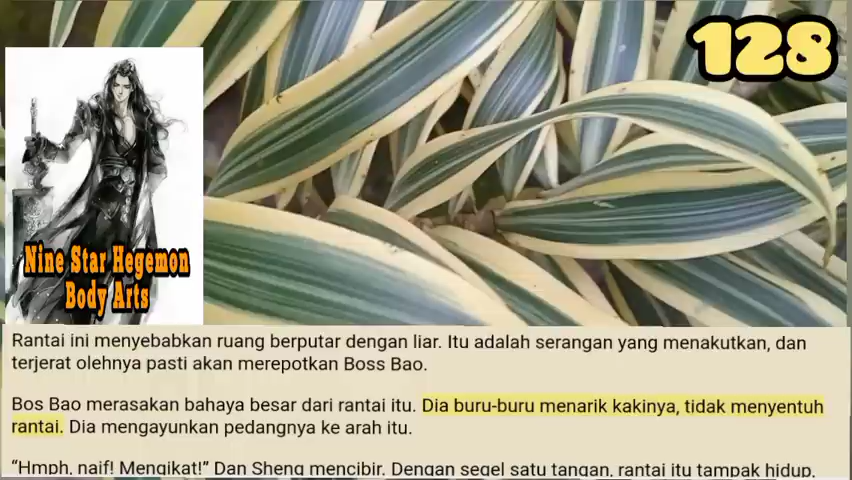 128
Nine Star Hegemon
Body Arts
Rantai ini menyebabkan ruang berputar dengan liar. Itu adalah serangan yang menakutkan, dan
terjerat olehnya pasti akan merepotkan Boss Bao.
Bos Bao merasakan bahaya besar dari rantai itu. Dia buru-buru menarik kakinya, tidak menyentuh
rantai. Dia mengayunkan pedangnya ke arah itu.
“Hmph, naif! Mengikat!” Dan Sheng mencibir. Dengan segel satu tangan, rantai itu tampak hidup,